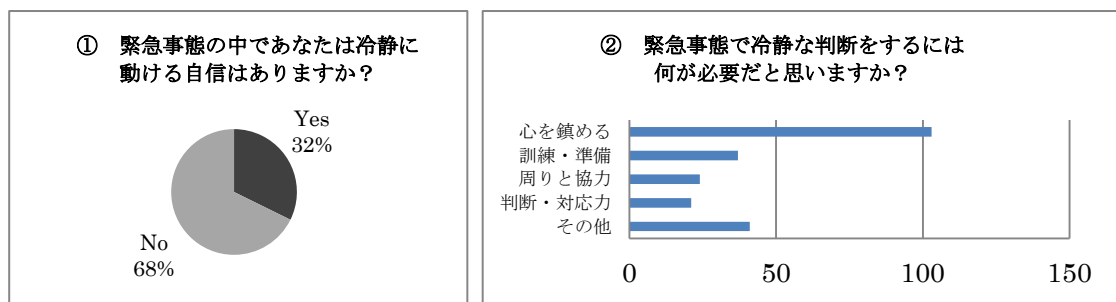 ① 緊急事態の中であなたは冷静に
動ける自信はありますか？
Yes
32%
No
68%
② 緊急事態で冷静な判断をするには
何が必要だと思いますか？
心を鎮める
訓練・準備
周りと協力
判断・対応力
その他
0 50 100 150